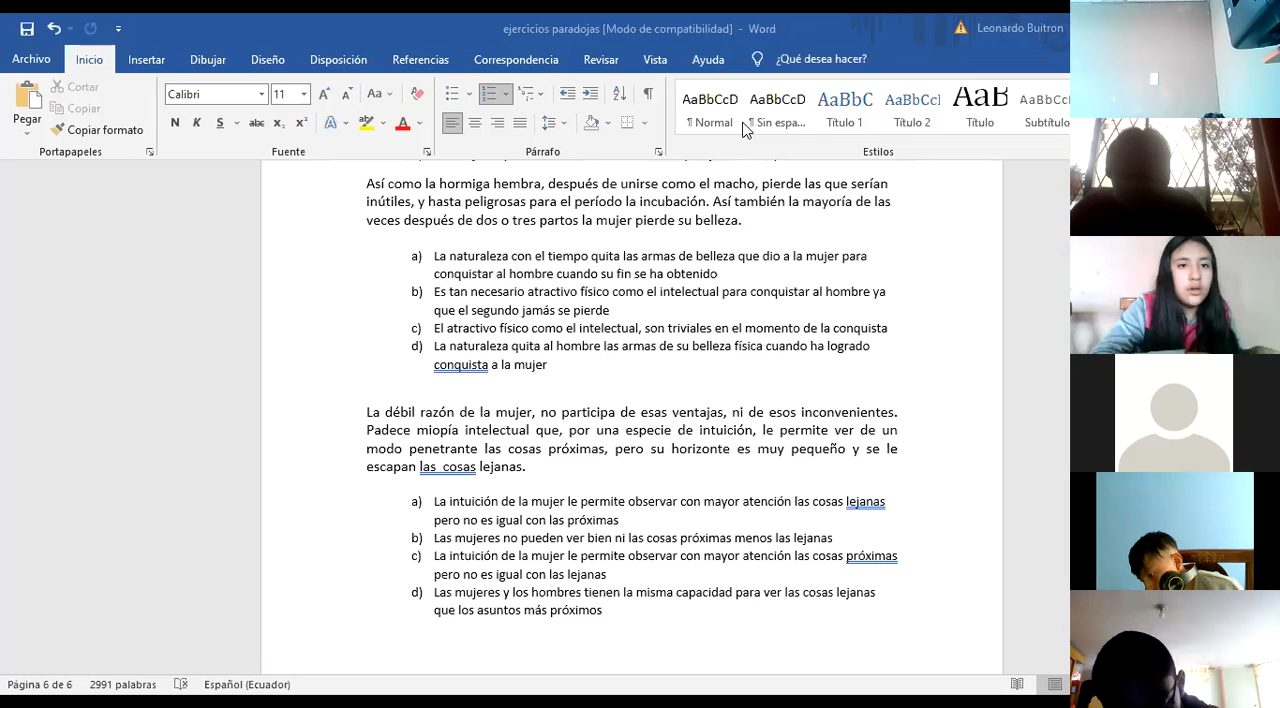 ejercicios paradojas [Modo de compatibilidad] - Word
Leonardo Buitron
Archivo Inicio Insertar Dibujar Diseño Disposición Referencias Correspondencia Revisar Vista Ayuda ¿Qué desea hacer?
Pegar
Cortar
Copiar
Copiar formato
Portapapeles
Calibri 11 A A Aa
N K S abc x₂ x² A A
Fuente
Párrafo
AaBbCcD AaBbCcD AaBbC AaBbCcI AaB AaBbCcD
¶ Normal ¶ Sin espa... Título 1 Título 2 Título Subtítulo
Estilos
Así como la hormiga hembra, después de unirse como el macho, pierde las que serían
inútiles, y hasta peligrosas para el período la incubación. Así también la mayoría de las
veces después de dos o tres partos la mujer pierde su belleza.
a) La naturaleza con el tiempo quita las armas de belleza que dio a la mujer para
conquistar al hombre cuando su fin se ha obtenido
b) Es tan necesario atractivo físico como el intelectual para conquistar al hombre ya
que el segundo jamás se pierde
c) El atractivo físico como el intelectual, son triviales en el momento de la conquista
d) La naturaleza quita al hombre las armas de su belleza física cuando ha logrado
conquista a la mujer
La débil razón de la mujer, no participa de esas ventajas, ni de esos inconvenientes.
Padece miopía intelectual que, por una especie de intuición, le permite ver de un
modo penetrante las cosas próximas, pero su horizonte es muy pequeño y se le
escapan las cosas lejanas.
a) La intuición de la mujer le permite observar con mayor atención las cosas lejanas
pero no es igual con las próximas
b) Las mujeres no pueden ver bien ni las cosas próximas menos las lejanas
c) La intuición de la mujer le permite observar con mayor atención las cosas próximas
pero no es igual con las lejanas
d) Las mujeres y los hombres tienen la misma capacidad para ver las cosas lejanas
que los asuntos más próximos
Página 6 de 6 2991 palabras Español (Ecuador)